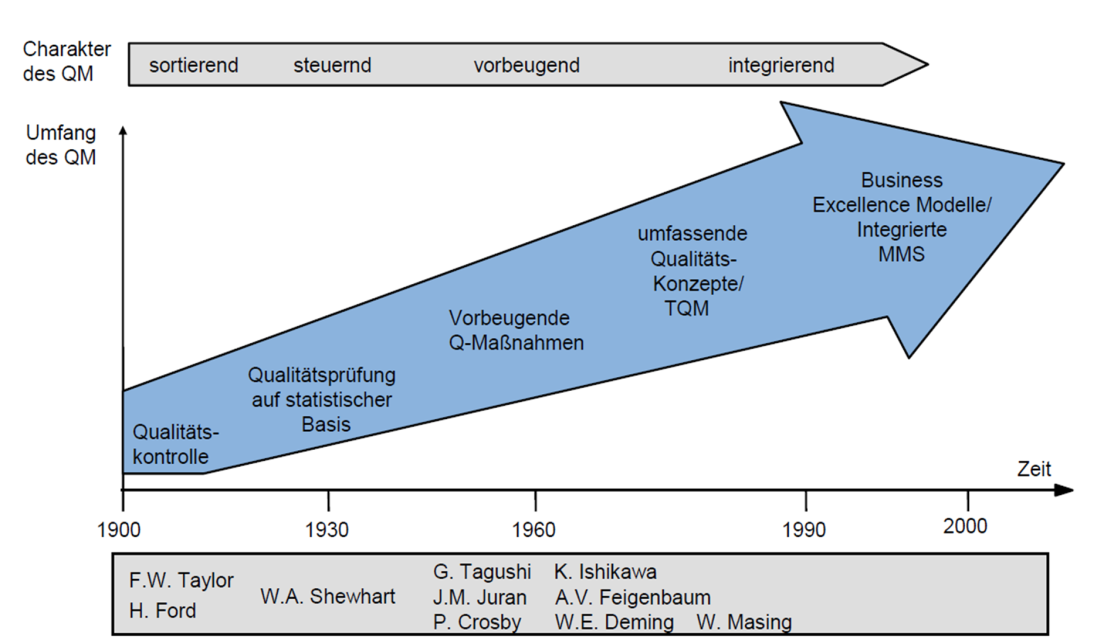 Charakter
des QM
sortierend steuernd vorbeugend integrierend
Umfang
des QM
Business
Excellence Modelle/
Integrierte
MMS
umfassende
Qualitäts-
Konzepte/
TQM
Vorbeugende
Q-Maßnahmen
Qualitätsprüfung
auf statistischer
Basis
Qualitäts-
kontrolle
Zeit
1900 1930 1960 1990 2000
F.W. Taylor
H. Ford
W.A. Shewhart
G. Tagushi K. Ishikawa
J.M. Juran A.V. Feigenbaum
P. Crosby W.E. Deming W. Masing